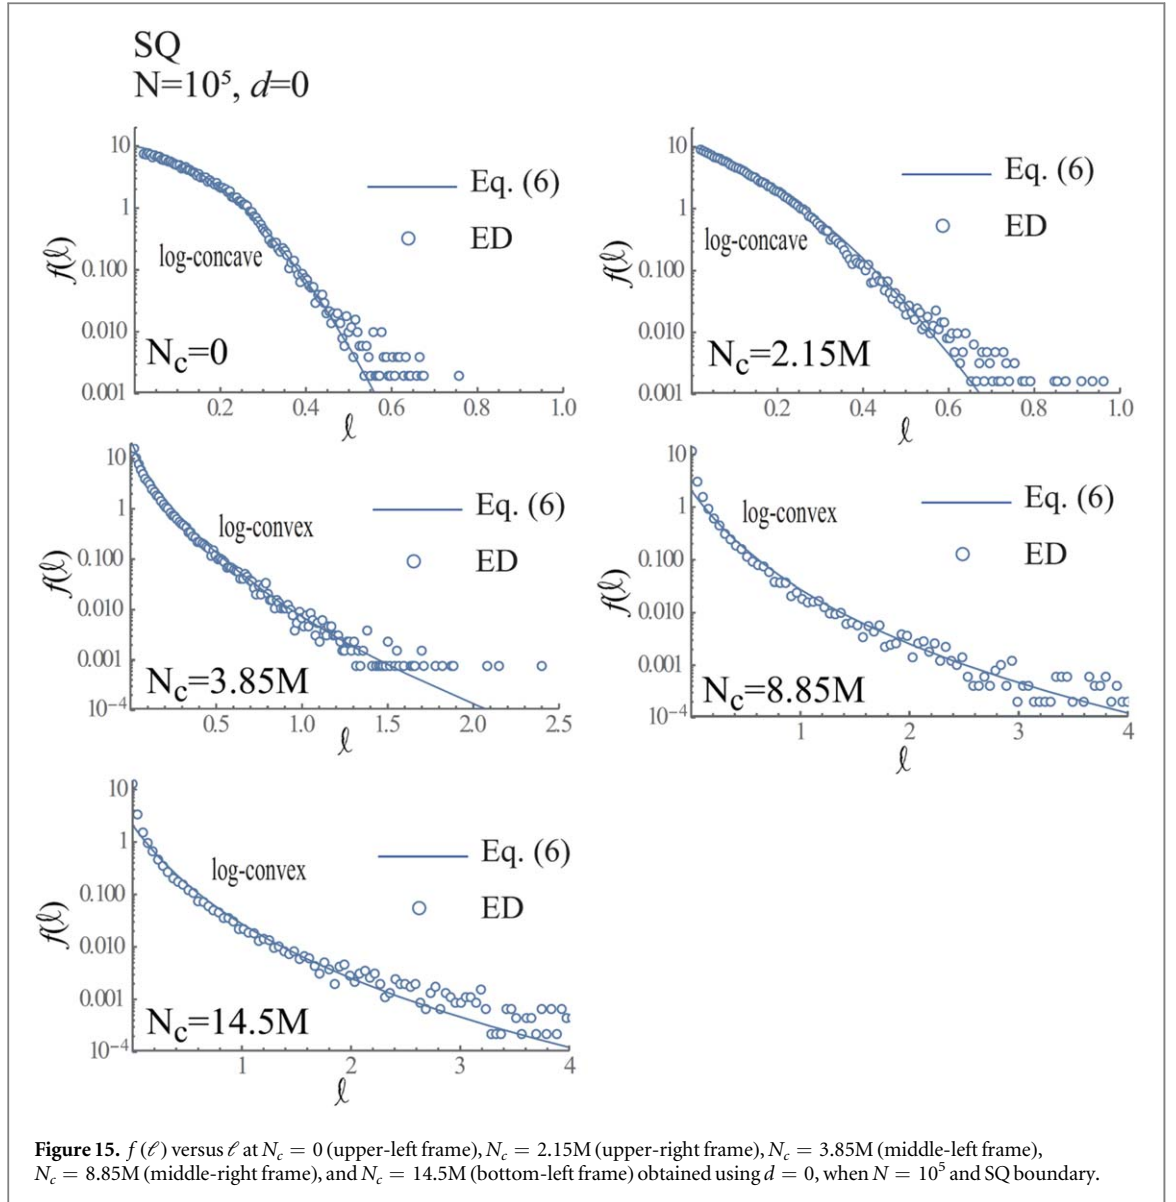 SQ
N=10⁵, d=0
10
1
0.100
0.010
0.001
f(ℓ)
Eq. (6)
ED
log-concave
N_c=0
0.2 0.4 0.6 0.8 1.0
ℓ
10
1
0.100
0.010
0.001
f(ℓ)
Eq. (6)
ED
log-concave
N_c=2.15M
0.2 0.4 0.6 0.8 1.0
ℓ
10
1
0.100
0.010
0.001
10⁻⁴
f(ℓ)
Eq. (6)
ED
log-convex
N_c=3.85M
0.5 1.0 1.5 2.0 2.5
ℓ
10
1
0.100
0.010
0.001
10⁻⁴
f(ℓ)
Eq. (6)
ED
log-convex
N_c=8.85M
1 2 3 4
ℓ
10
1
0.100
0.010
0.001
10⁻⁴
f(ℓ)
Eq. (6)
ED
log-convex
N_c=14.5M
1 2 3 4
ℓ
Figure 15. f (ℓ) versus ℓ at N_c = 0 (upper-left frame), N_c = 2.15M (upper-right frame), N_c = 3.85M (middle-left frame),
N_c = 8.85M (middle-right frame), and N_c = 14.5M (bottom-left frame) obtained using d = 0, when N = 10⁵ and SQ boundary.